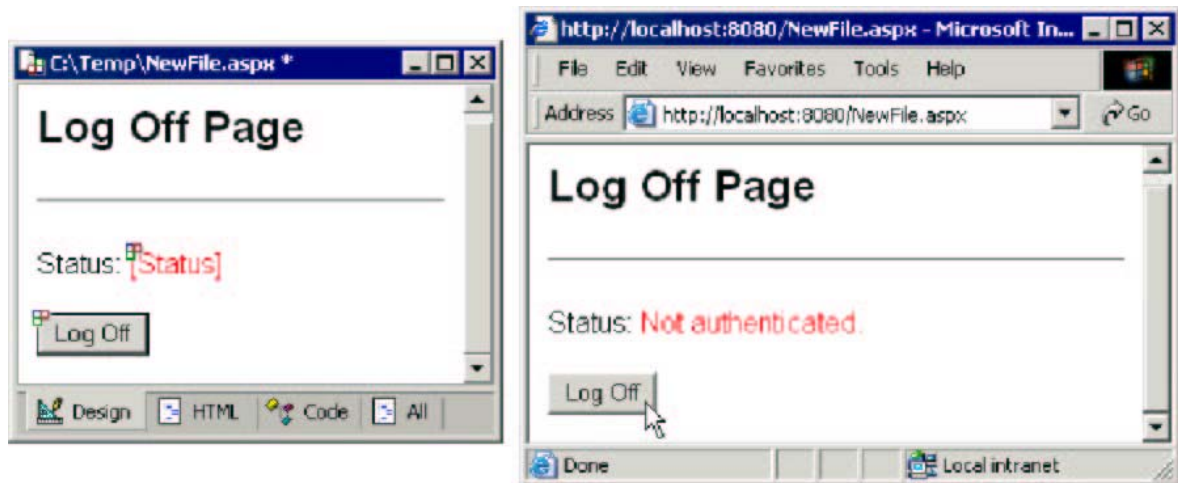 C:\Temp\NewFile.aspx *
Log Off Page
Status: [Status]
Log Off
Design HTML Code All
http://localhost:8080/NewFile.aspx - Microsoft In...
File Edit View Favorites Tools Help
Address http://localhost:8080/NewFile.aspx Go
Log Off Page
Status: Not authenticated.
Log Off
Done Local intranet